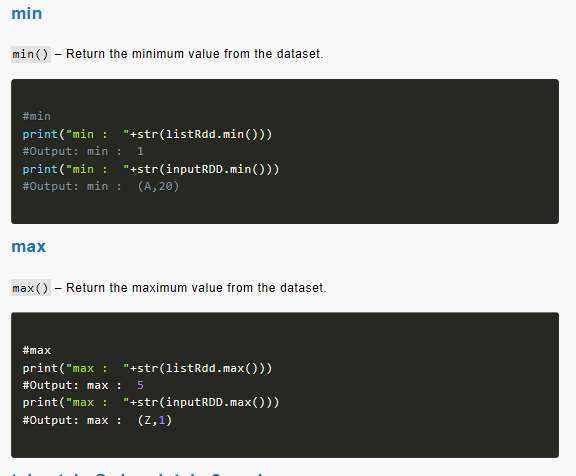 min
min() – Return the minimum value from the dataset.
#min
print("min :  "+str(listRdd.min()))
#Output: min :  1
print("min :  "+str(inputRDD.min()))
#Output: min :  (A,20)
max
max() – Return the maximum value from the dataset.
#max
print("max :  "+str(listRdd.max()))
#Output: max :  5
print("max :  "+str(inputRDD.max()))
#Output: max :  (Z,1)